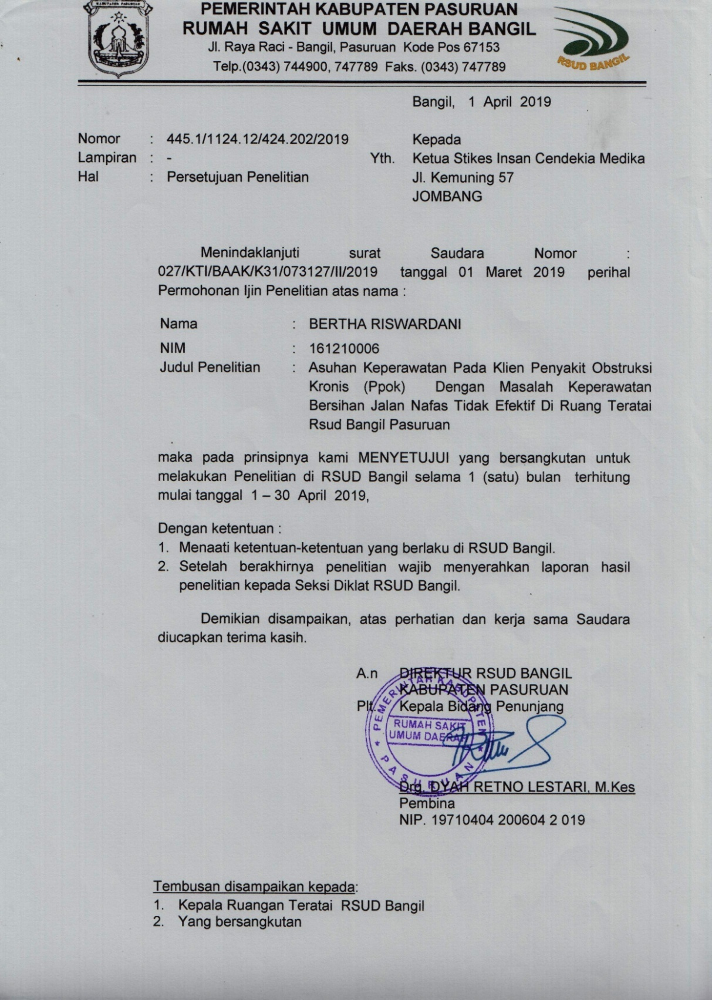 KABUPATEN PASURUAN
PEMERINTAH KABUPATEN PASURUAN
RUMAH SAKIT UMUM DAERAH BANGIL
Jl. Raya Raci - Bangil, Pasuruan Kode Pos 67153
Telp.(0343) 744900, 747789 Faks. (0343) 747789
RSUD BANGIL
Bangil, 1 April 2019
Nomor : 445.1/1124.12/424.202/2019
Lampiran : -
Hal : Persetujuan Penelitian
Kepada
Yth. Ketua Stikes Insan Cendekia Medika
Jl. Kemuning 57
JOMBANG
Menindaklanjuti surat Saudara Nomor :
027/KTI/BAAK/K31/073127/II/2019 tanggal 01 Maret 2019 perihal
Permohonan Ijin Penelitian atas nama :
Nama : BERTHA RISWARDANI
NIM : 161210006
Judul Penelitian : Asuhan Keperawatan Pada Klien Penyakit Obstruksi
Kronis (Ppok) Dengan Masalah Keperawatan
Bersihan Jalan Nafas Tidak Efektif Di Ruang Teratai
Rsud Bangil Pasuruan
maka pada prinsipnya kami MENYETUJUI yang bersangkutan untuk
melakukan Penelitian di RSUD Bangil selama 1 (satu) bulan terhitung
mulai tanggal 1 – 30 April 2019,
Dengan ketentuan :
1. Menaati ketentuan-ketentuan yang berlaku di RSUD Bangil.
2. Setelah berakhirnya penelitian wajib menyerahkan laporan hasil
penelitian kepada Seksi Diklat RSUD Bangil.
Demikian disampaikan, atas perhatian dan kerja sama Saudara
diucapkan terima kasih.
A.n DIREKTUR RSUD BANGIL
KABUPATEN PASURUAN
Plt. Kepala Bidang Penunjang
PEMERINTAH KABUPATEN
RUMAH SAKIT
UMUM DAERAH
PASURUAN
Drg. DYAH RETNO LESTARI, M.Kes
Pembina
NIP. 19710404 200604 2 019
Tembusan disampaikan kepada:
1. Kepala Ruangan Teratai RSUD Bangil
2. Yang bersangkutan